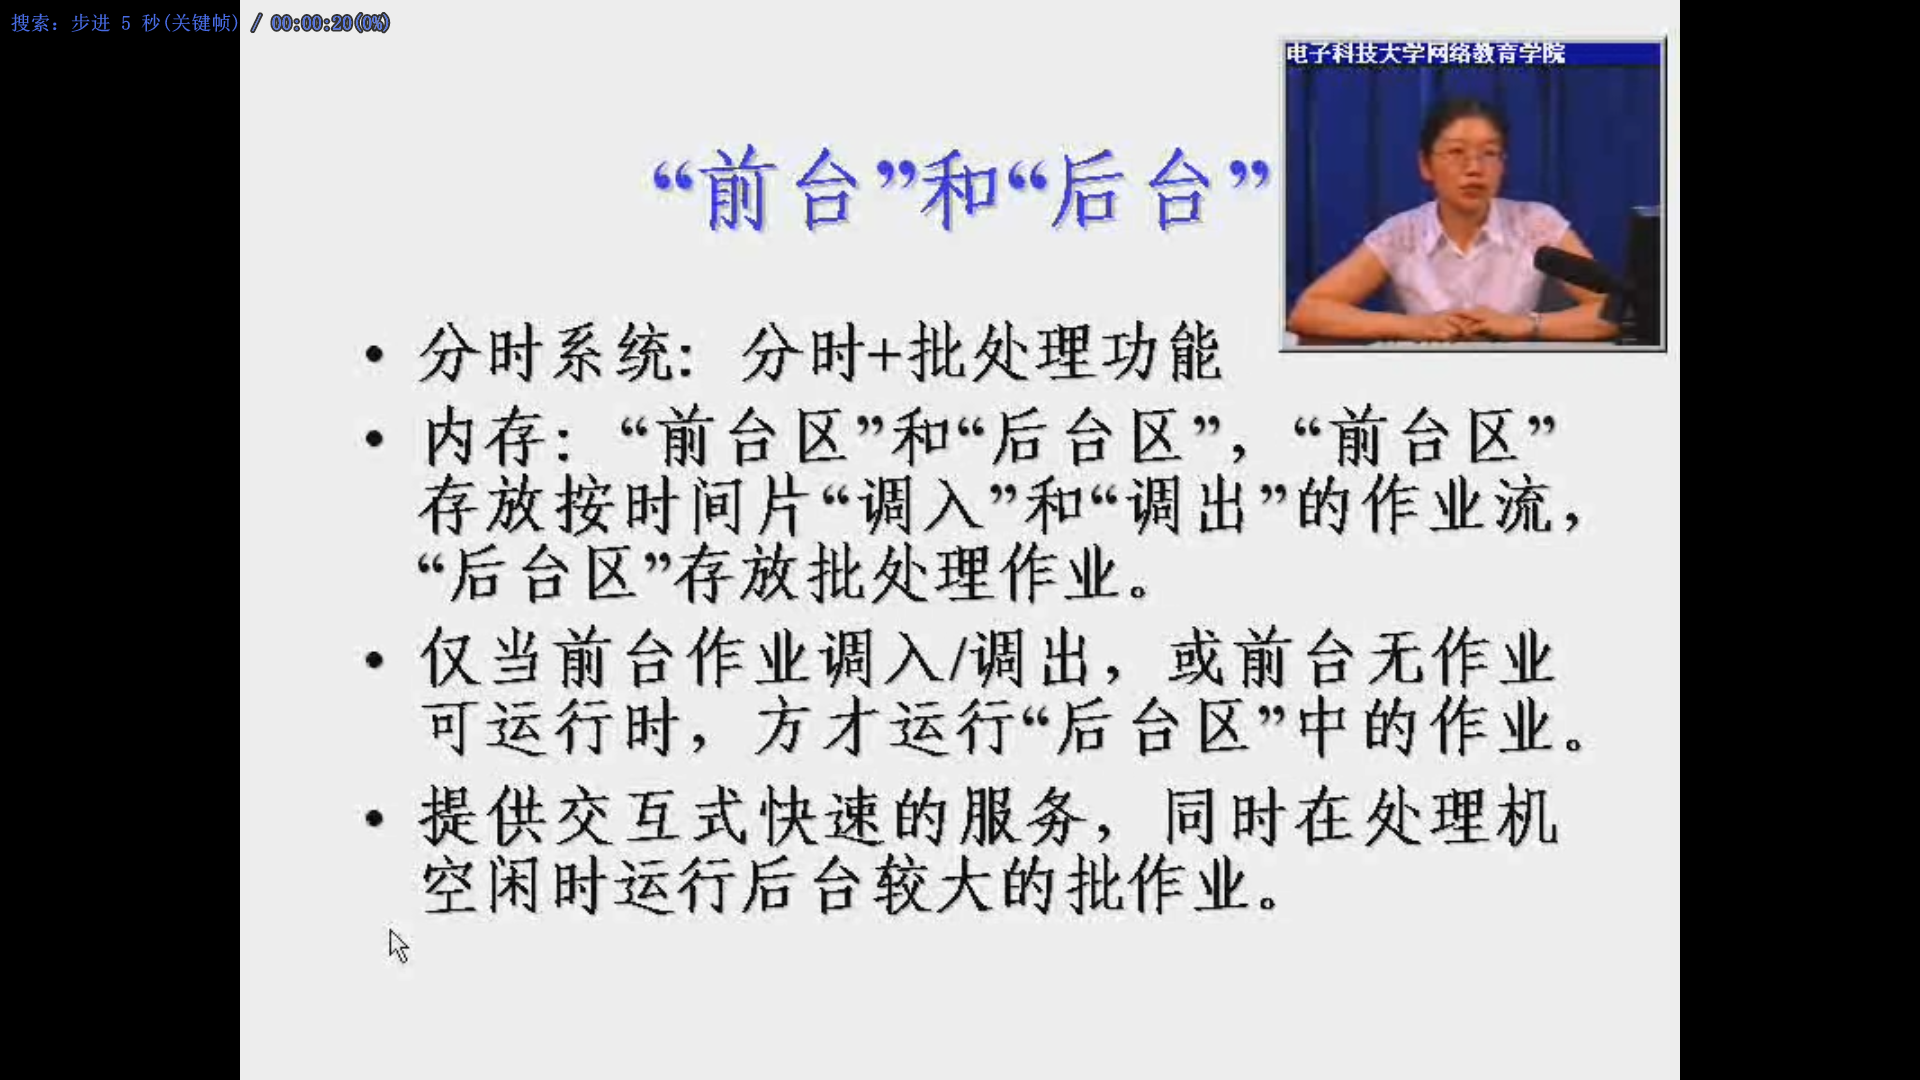 搜索: 步进 5 秒(关键帧) / 00:00:20(0%)
电子科技大学网络教育学院
“前台”和“后台”
• 分时系统: 分时+批处理功能
• 内存: “前台区”和“后台区”, “前台区”
存放按时间片“调入”和“调出”的作业流,
“后台区”存放批处理作业。
• 仅当前台作业调入/调出, 或前台无作业
可运行时, 方才运行“后台区”中的作业。
• 提供交互式快速的服务, 同时在处理机
空闲时运行后台较大的批作业。